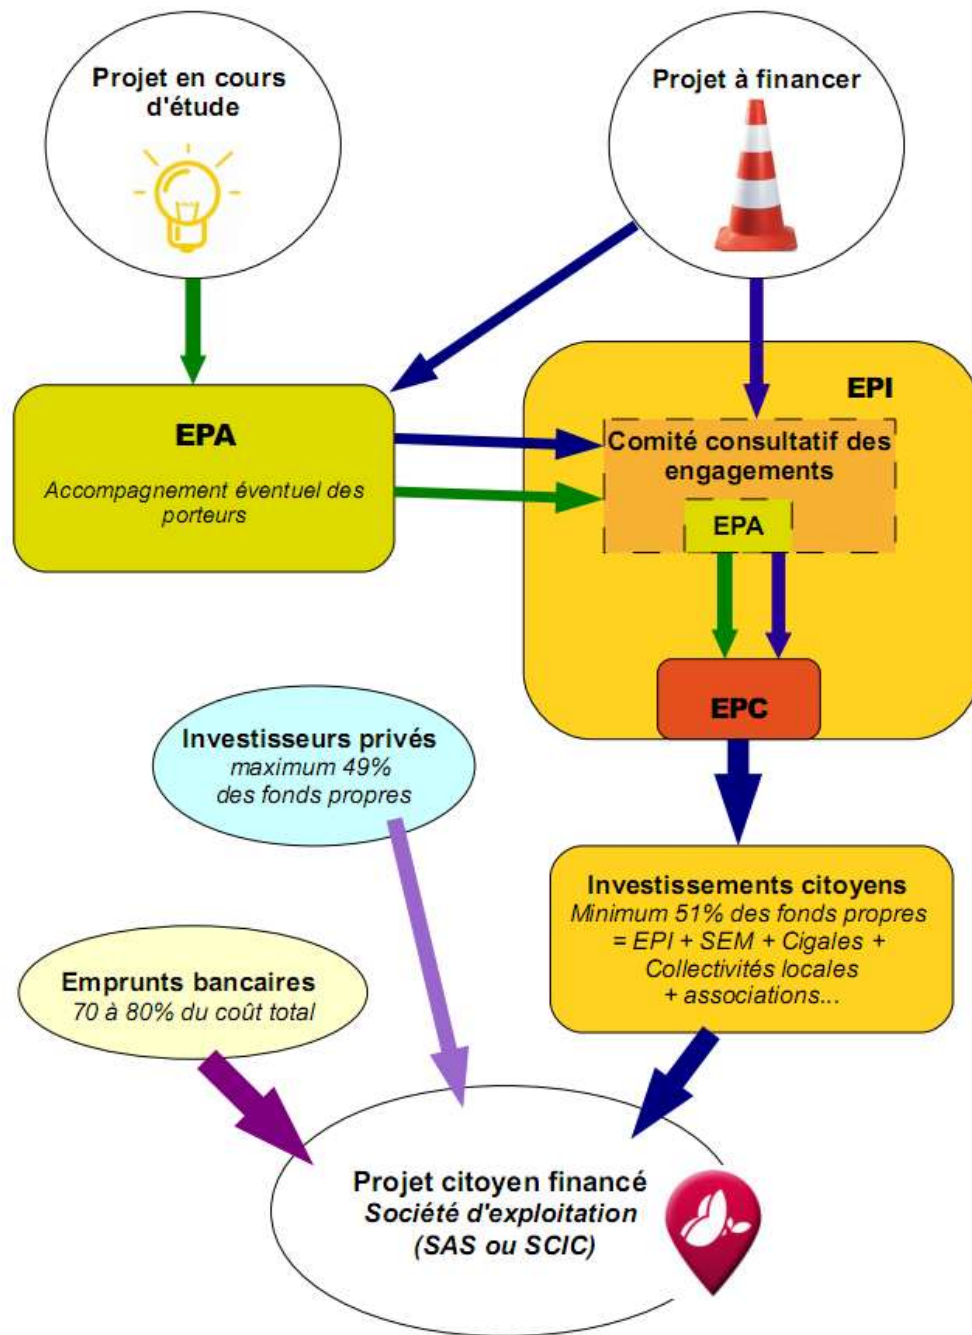 Projet en cours
d'étude
Projet à financer
EPI
EPA
Accompagnement éventuel des
porteurs
Comité consultatif des
engagements
EPA
EPC
Investisseurs privés
maximum 49%
des fonds propres
Investissements citoyens
Minimum 51% des fonds propres
= EPI + SEM + Cigales +
Collectivités locales
+ associations...
Emprunts bancaires
70 à 80% du coût total
Projet citoyen financé
Société d'exploitation
(SAS ou SCIC)